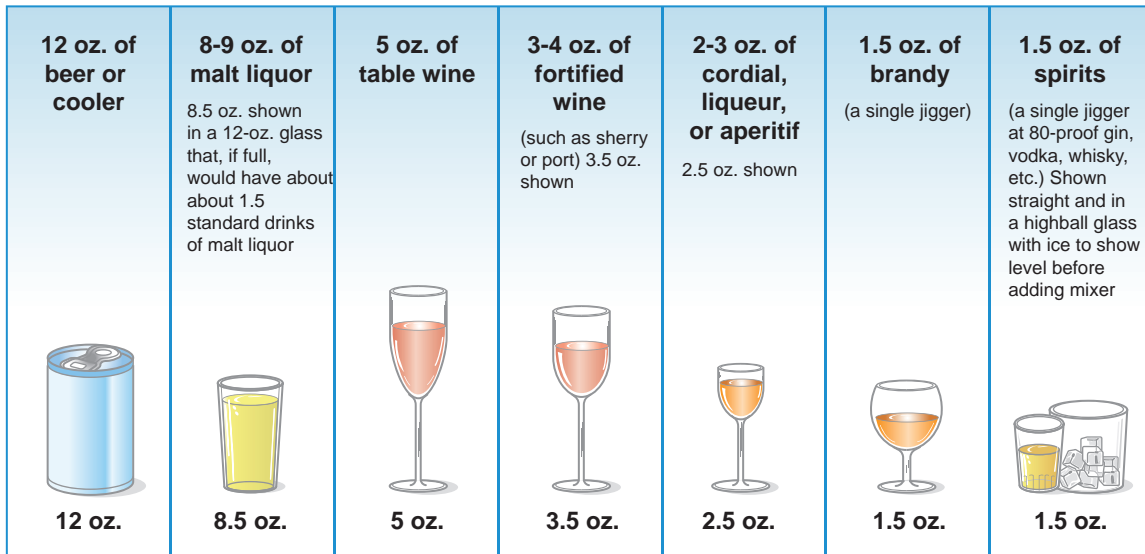 12 oz. of
beer or
cooler
8-9 oz. of
malt liquor
8.5 oz. shown
in a 12-oz. glass
that, if full,
would have about
about 1.5
standard drinks
of malt liquor
5 oz. of
table wine
3-4 oz. of
fortified
wine
(such as sherry
or port) 3.5 oz.
shown
2-3 oz. of
cordial,
liqueur,
or aperitif
2.5 oz. shown
1.5 oz. of
brandy
(a single jigger)
1.5 oz. of
spirits
(a single jigger
at 80-proof gin,
vodka, whisky,
etc.) Shown
straight and in
a highball glass
with ice to show
level before
adding mixer
12 oz.
8.5 oz.
5 oz.
3.5 oz.
2.5 oz.
1.5 oz.
1.5 oz.